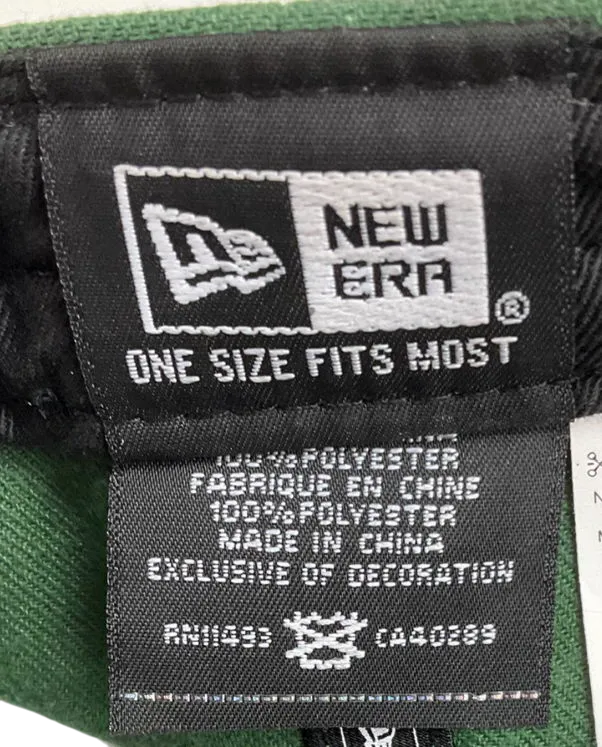 NEW
ERA
®
ONE SIZE FITS MOST
100% POLYESTER
FABRIQUE EN CHINE
100% POLYESTER
MADE IN CHINA
EXCLUSIVE OF DECORATION
RN11493 CA40289